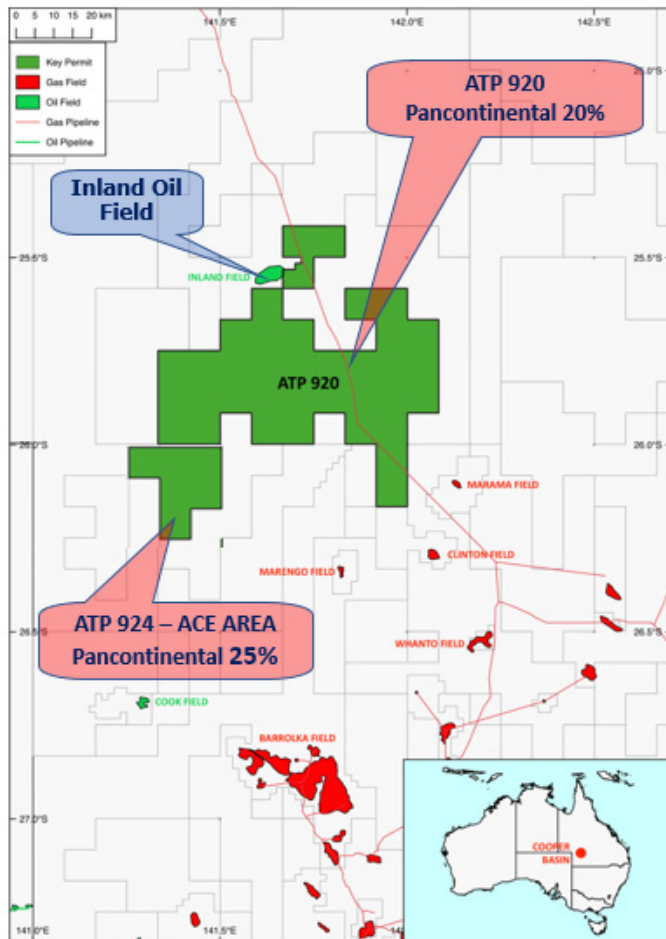 0 5 10 15 20 km
141.5°E
142.0°E
142.5°E
Key Permit
Gas Field
Oil Field
Gas Pipeline
Oil Pipeline
25.0°S
ATP 920
Pancontinental 20%
Inland Oil
Field
INLAND FIELD
25.5°S
25.5°S
ATP 920
26.0°S
26.0°S
MARAMA FIELD
CLINTON FIELD
MARENGO FIELD
ATP 924 – ACE AREA
Pancontinental 25%
26.5°S
26.5°S
WHANTO FIELD
COOK FIELD
BARROLKA FIELD
27.0°S
COOPER
BASIN
141.0°E
141.5°E